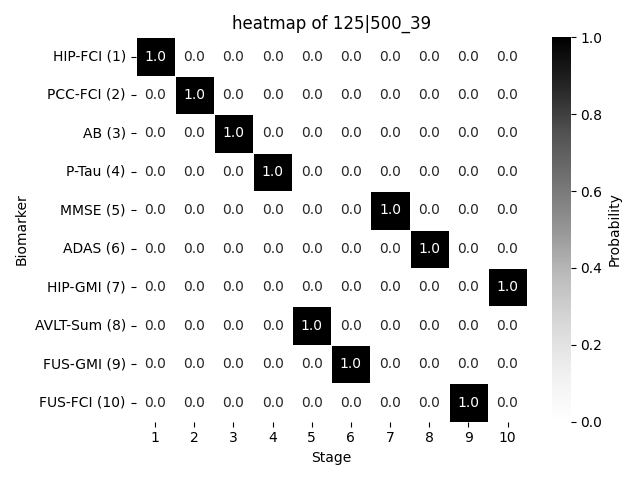 heatmap of 125|500_39
HIP-FCI (1) 1.0 0.0 0.0 0.0 0.0 0.0 0.0 0.0 0.0 0.0
PCC-FCI (2) 0.0 1.0 0.0 0.0 0.0 0.0 0.0 0.0 0.0 0.0
AB (3) 0.0 0.0 1.0 0.0 0.0 0.0 0.0 0.0 0.0 0.0
P-Tau (4) 0.0 0.0 0.0 1.0 0.0 0.0 0.0 0.0 0.0 0.0
MMSE (5) 0.0 0.0 0.0 0.0 0.0 0.0 1.0 0.0 0.0 0.0
ADAS (6) 0.0 0.0 0.0 0.0 0.0 0.0 0.0 1.0 0.0 0.0
HIP-GMI (7) 0.0 0.0 0.0 0.0 0.0 0.0 0.0 0.0 0.0 1.0
AVLT-Sum (8) 0.0 0.0 0.0 0.0 1.0 0.0 0.0 0.0 0.0 0.0
FUS-GMI (9) 0.0 0.0 0.0 0.0 0.0 1.0 0.0 0.0 0.0 0.0
FUS-FCI (10) 0.0 0.0 0.0 0.0 0.0 0.0 0.0 0.0 1.0 0.0
1 2 3 4 5 6 7 8 9 10
Stage
Biomarker
1.0
0.8
0.6
0.4
0.2
0.0
Probability